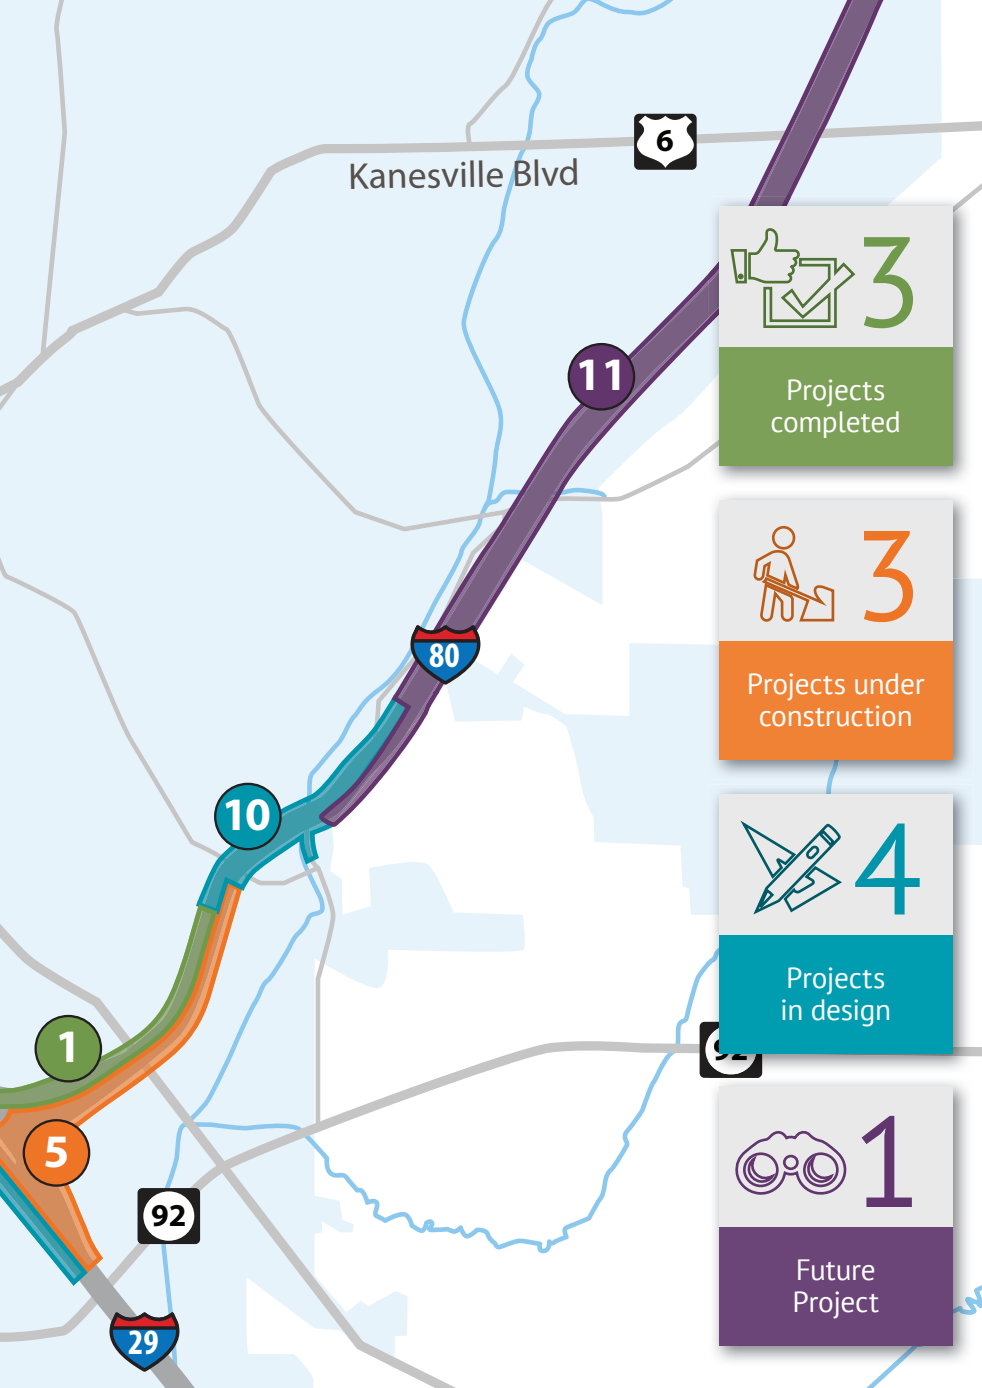 6
Kanesville Blvd
3
Projects
completed
11
3
Projects under
construction
80
10
4
Projects
in design
1
92
5
1
92
Future
Project
29